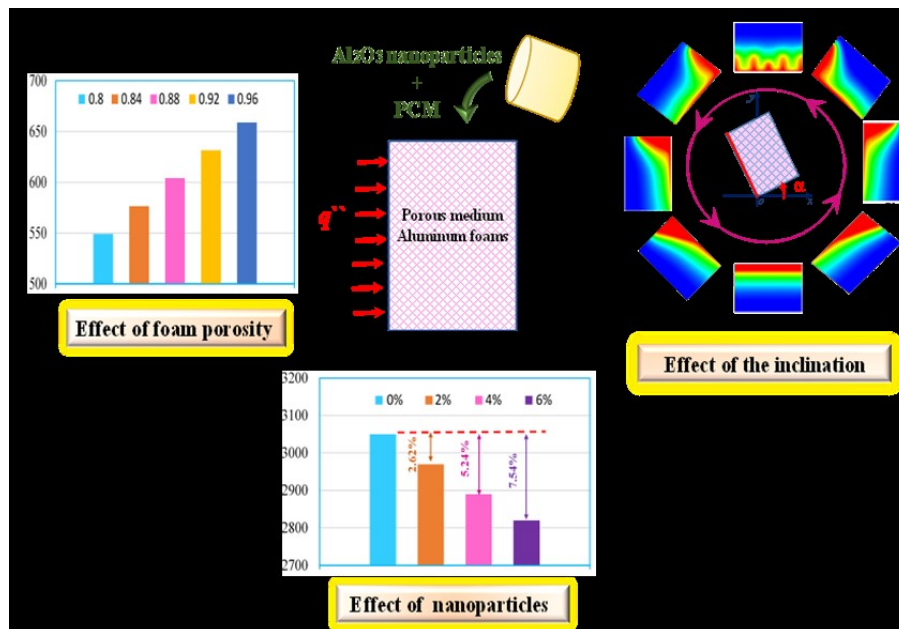 Al2O3 nanoparticles
+
PCM
700
650
600
550
500
0.8 0.84 0.88 0.92 0.96
Effect of foam porosity
q``
Porous medium
Aluminum foams
y
α
o
x
Effect of the inclination
3200
3100
3000
2900
2800
2700
0% 2% 4% 6%
2.62%
5.24%
7.54%
Effect of nanoparticles